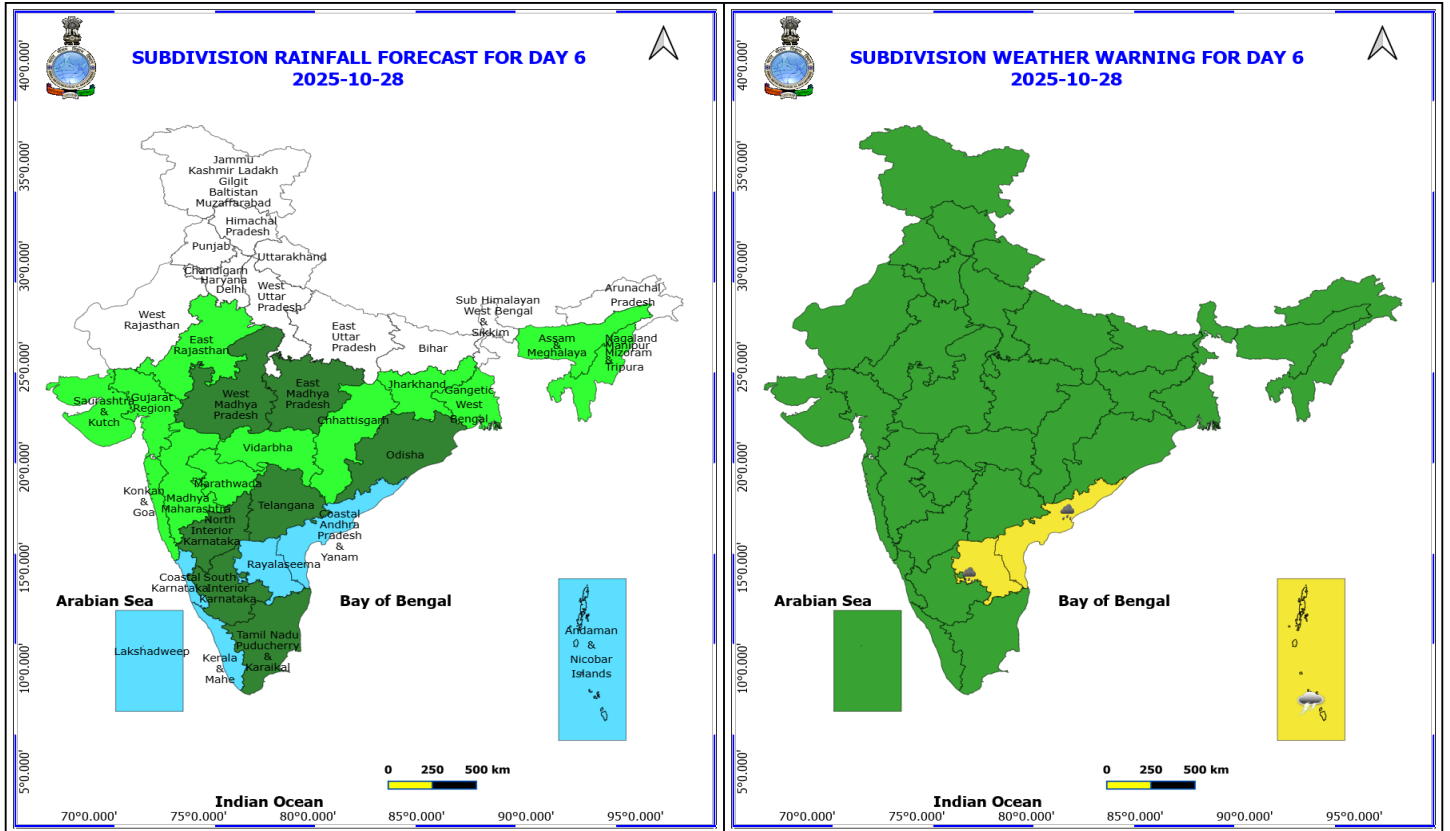 SUBDIVISION RAINFALL FORECAST FOR DAY 6
2025-10-28
40°0.000'
35°0.000'
30°0.000'
25°0.000'
20°0.000'
15°0.000'
10°0.000'
5°0.000'
Jammu
Kashmir Ladakh
Gilgit
Baltistan
Muzaffarabad
Himachal
Pradesh
Punjab
Uttarakhand
Chandigarh
Haryana
Delhi
West
Uttar
Pradesh
West
Rajasthan
East
Rajasthan
East
Uttar
Pradesh
Bihar
Sub Himalayan
West Bengal
&
Sikkim
Arunachal
Pradesh
Assam
&
Meghalaya
Nagaland
Manipur
Mizoram
&
Tripura
Saurashtra
&
Kutch
Gujarat
Region
West
Madhya
Pradesh
East
Madhya
Pradesh
Jharkhand
Gangetic
West
Bengal
Chhattisgarh
Vidarbha
Odisha
Konkan
&
Goa
Madhya
Maharashtra
Marathwada
Telangana
North
Interior
Karnataka
Coastal
Andhra
Pradesh
&
Yanam
Rayalaseema
Coastal
Karnataka
South
Interior
Karnataka
Arabian Sea
Bay of Bengal
Lakshadweep
Kerala
&
Mahe
Tamil Nadu
Puducherry
&
Karaikal
Andaman
&
Nicobar
Islands
0 250 500 km
Indian Ocean
70°0.000' 75°0.000' 80°0.000' 85°0.000' 90°0.000' 95°0.000'
SUBDIVISION WEATHER WARNING FOR DAY 6
2025-10-28
40°0.000'
35°0.000'
30°0.000'
25°0.000'
20°0.000'
15°0.000'
10°0.000'
5°0.000'
Arabian Sea
Bay of Bengal
0 250 500 km
Indian Ocean
70°0.000' 75°0.000' 80°0.000' 85°0.000' 90°0.000' 95°0.000'